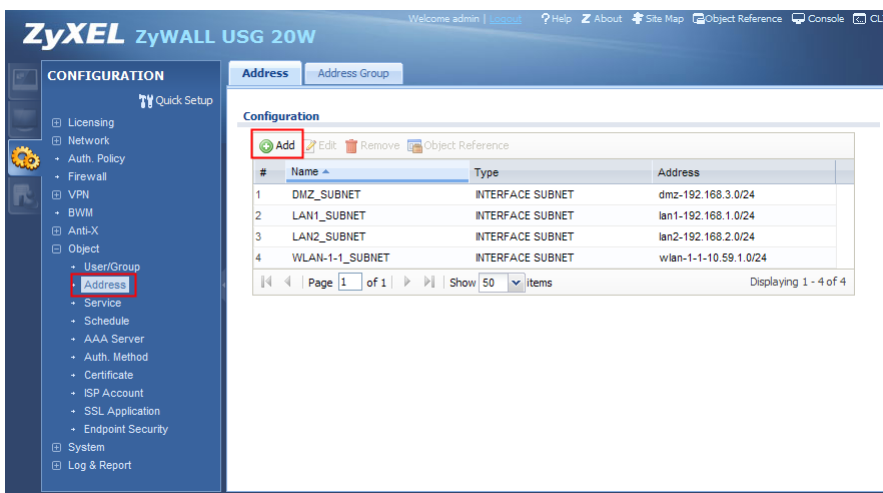 Welcome admin | Logout ?Help Z About Site Map Object Reference Console
ZyXEL ZyWALL USG 20W
CONFIGURATION
Quick Setup
Licensing
Network
Auth. Policy
Firewall
VPN
BWM
Anti-X
Object
User/Group
Address
Service
Schedule
AAA Server
Auth. Method
Certificate
ISP Account
SSL Application
Endpoint Security
System
Log & Report
Address Address Group
Configuration
Add Edit Remove Object Reference
# Name Type Address
1 DMZ_SUBNET INTERFACE SUBNET dmz-192.168.3.0/24
2 LAN1_SUBNET INTERFACE SUBNET lan1-192.168.1.0/24
3 LAN2_SUBNET INTERFACE SUBNET lan2-192.168.2.0/24
4 WLAN-1-1_SUBNET INTERFACE SUBNET wlan-1-1-10.59.1.0/24
Page 1 of 1 Show 50 items Displaying 1 - 4 of 4